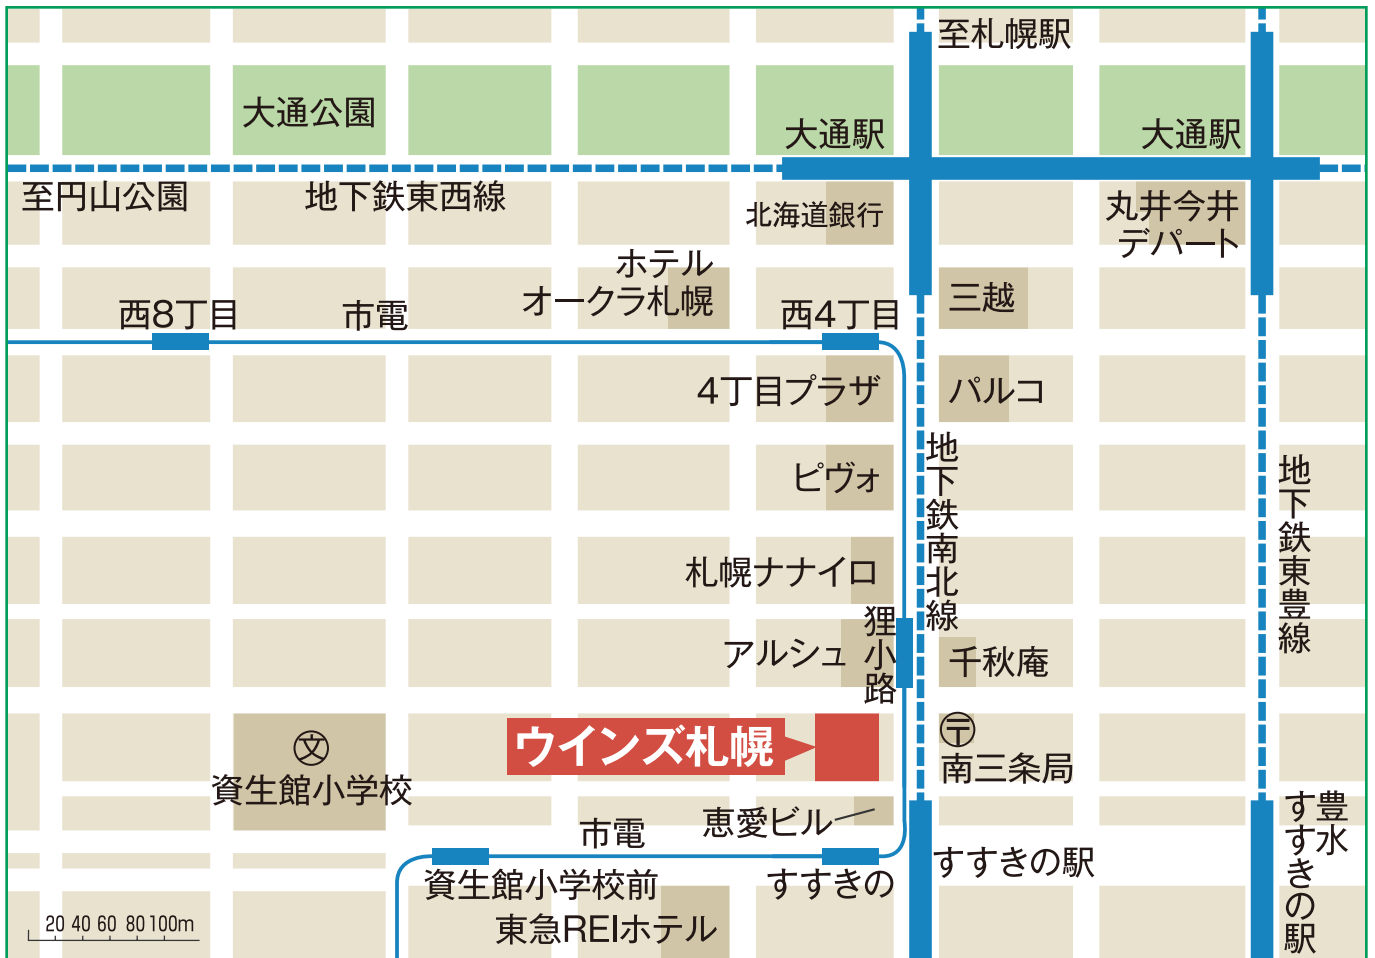 至札幌駅
大通公園
大通駅
大通駅
至円山公園
地下鉄東西線
北海道銀行
丸井今井
デパート
ホテル
オークラ札幌
三越
西8丁目
市電
西4丁目
4丁目プラザ
パルコ
ピヴォ
地下鉄南北線
地下鉄東豊線
札幌ナナイロ
狸小路
アルシュ
千秋庵
ウインズ札幌
〒
南三条局
文
資生館小学校
恵愛ビル
市電
豊水
すすきの駅
すすきの駅
資生館小学校前
すすきの
東急REIホテル
20 40 60 80 100m